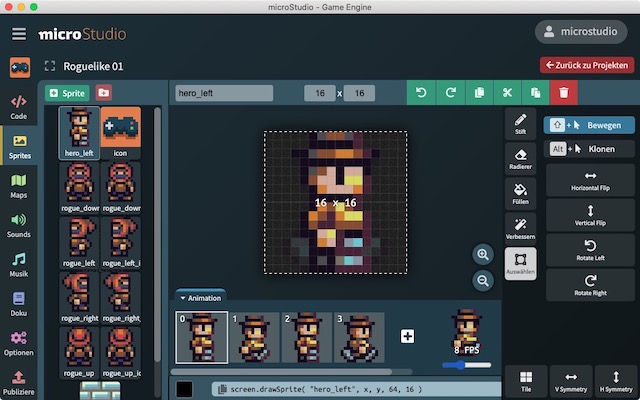 microStudio - Game Engine
microStudio
microstudio
Roguelike 01
Zurück zu Projekten
Code
Sprites
Maps
Sounds
Musik
Doku
Optionen
Publiziere
Sprite
hero_left
icon
rogue_down
rogue_down
rogue_left
rogue_left_i
rogue_right
rogue_right_
rogue_up
rogue_up_ic
hero_left
16 x 16
16 x 16
Stift
Radierer
Füllen
Verbessern
Auswählen
+ Bewegen
Alt + Klonen
Horizontal Flip
Vertical Flip
Rotate Left
Rotate Right
Animation
0
1
2
3
8 FPS
screen.drawSprite( "hero_left", x, y, 64, 16 )
Tile
V Symmetry
H Symmetry